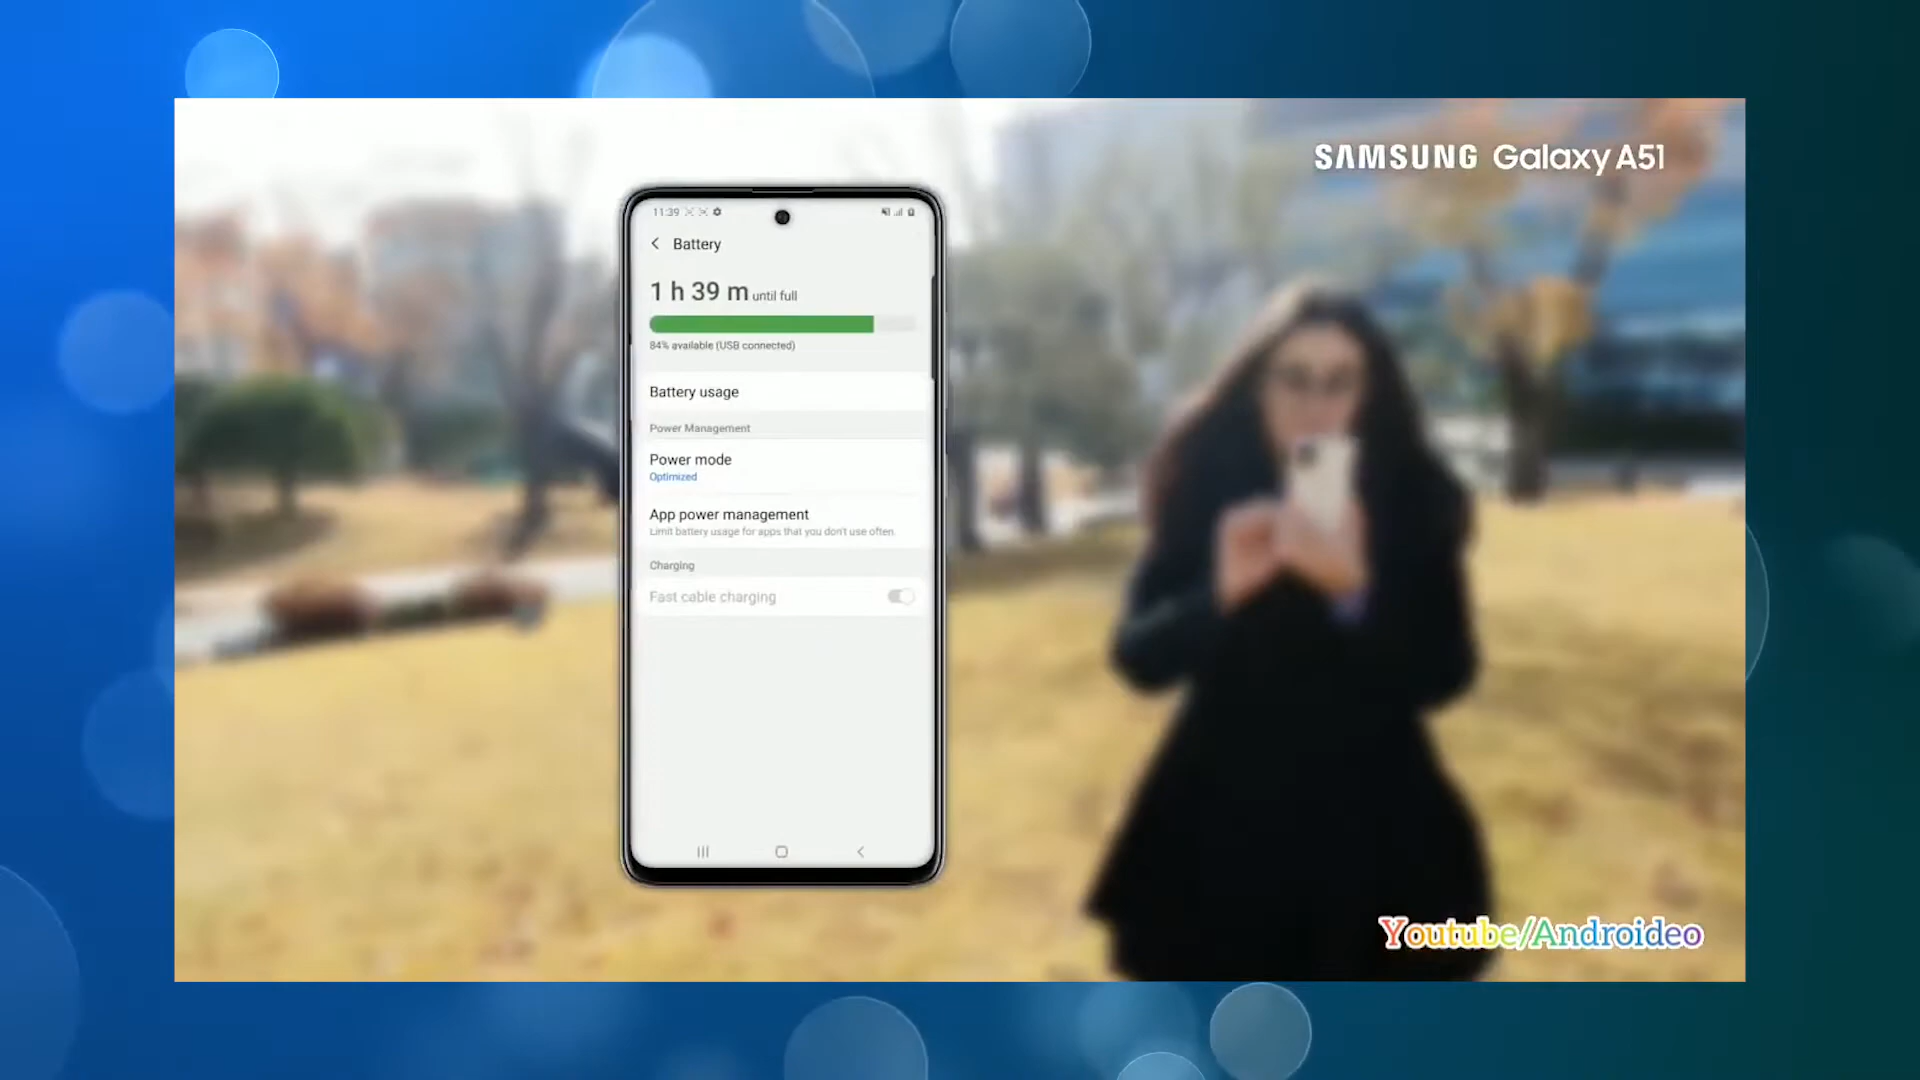 SAMSUNG Galaxy A51
11:39
Battery
1 h 39 m until full
84% available (USB connected)
Battery usage
Power Management
Power mode
Optimized
App power management
Limit battery usage for apps that you don't use often.
Charging
Fast cable charging
Youtube/Androideo